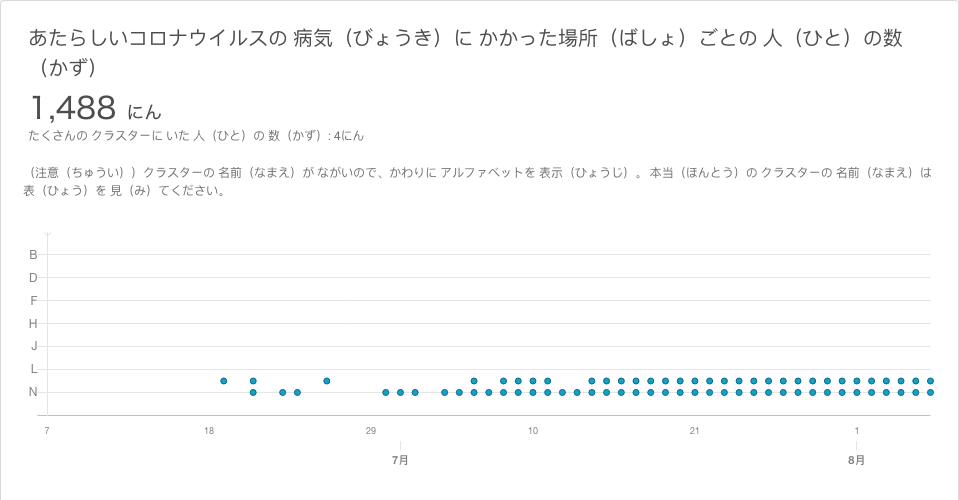 あたらしいコロナウイルスの 病気（びょうき）に かかった場所（ばしょ）ごとの 人（ひと）の数
（かず）
1,488 にん
たくさんの クラスターに いた 人（ひと）の 数（かず）: 4にん
（注意（ちゅうい））クラスターの 名前（なまえ）が ながいので、かわりに アルファベットを 表示（ひょうじ）。本当（ほんとう）の クラスターの 名前（なまえ）は
表（ひょう）を 見（み）てください。
B
D
F
H
J
L
N
7 18 29 10 21 1
7月 8月